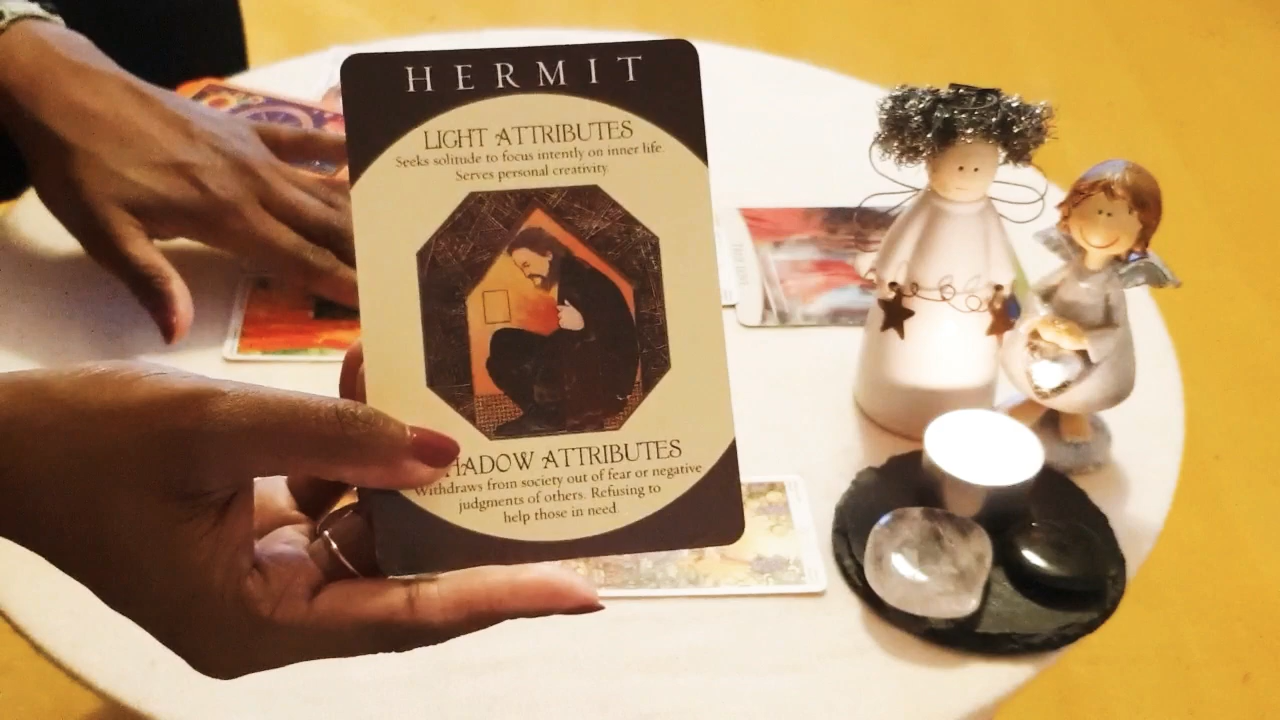 HERMIT
LIGHT ATTRIBUTES
Seeks solitude to focus intently on inner life.
Serves personal creativity.
HADOW ATTRIBUTES
Withdraws from society out of fear or negative
judgments of others. Refusing to
help those in need.